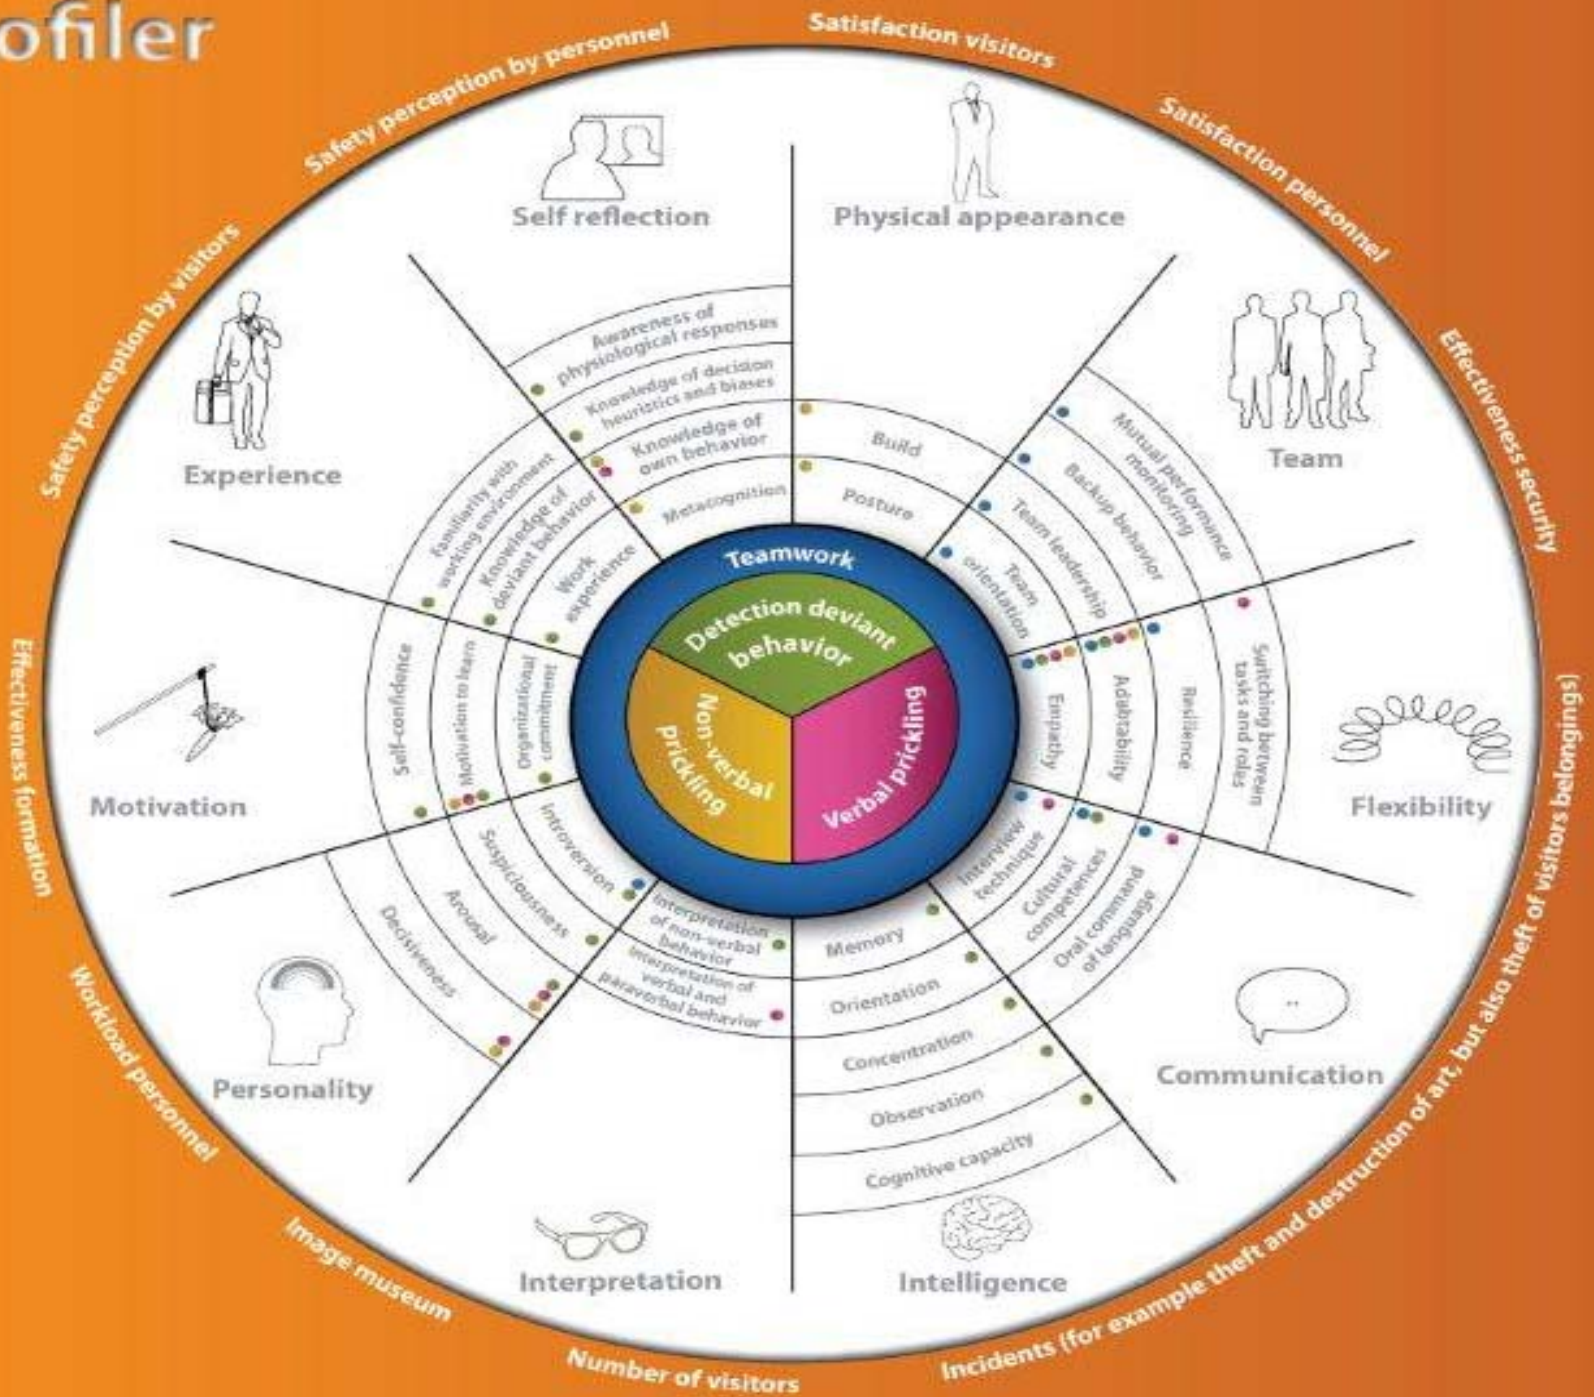 ofiler
Satisfaction visitors
Satisfaction personnel
Effectiveness security
Incidents (for example theft and destruction of art, but also theft of visitors belongings)
Number of visitors
Image museum
Workload personnel
Effectiveness formation
Safety perception by visitors
Safety perception by personnel
Self reflection
Awareness of
physiological responses
Knowledge of decision
heuristics and biases
Knowledge of
own behavior
Metacognition
Physical appearance
Build
Posture
Team
Mutual performance
monitoring
Backup behavior
Team leadership
Team
orientation
Flexibility
Switching between
tasks and roles
Resilience
Adabtability
Empathy
Communication
Interview
technique
Cultural
competences
Oral command
of language
Intelligence
Memory
Orientation
Concentration
Observation
Cognitive capacity
Interpretation
Interpretation
of non-verbal
behavior
Interpretation of
verbal and
paraverbal behavior
Personality
Introversion
Suspiciousness
Arousal
Decisiveness
Motivation
Self-confidence
Motivation to learn
Organizational
commitment
Experience
Familiarity with
working environment
Knowledge of
deviant behavior
Work
experience
Teamwork
Detection deviant
behavior
Non-verbal
prickling
Verbal prickling